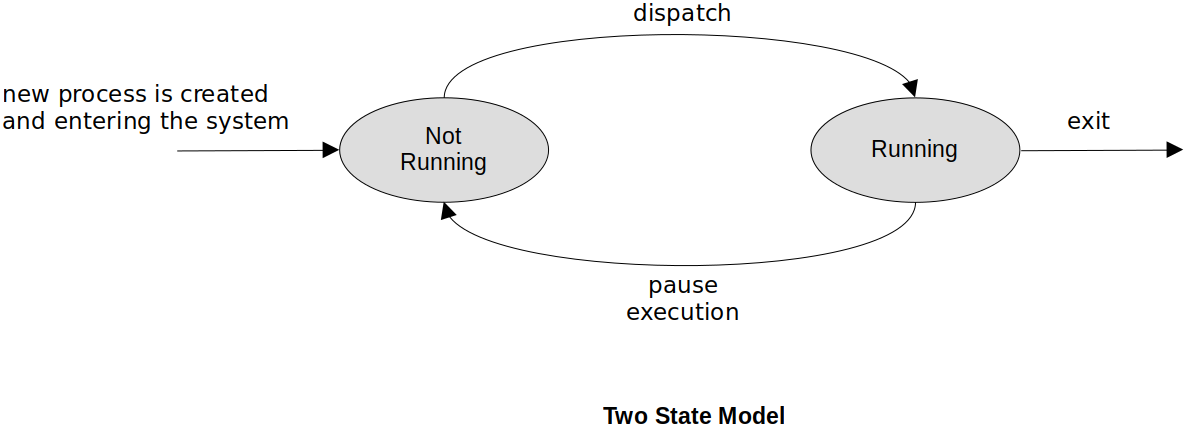 dispatch
new process is created
and entering the system
Not
Running
Running
exit
pause
execution
Two State Model